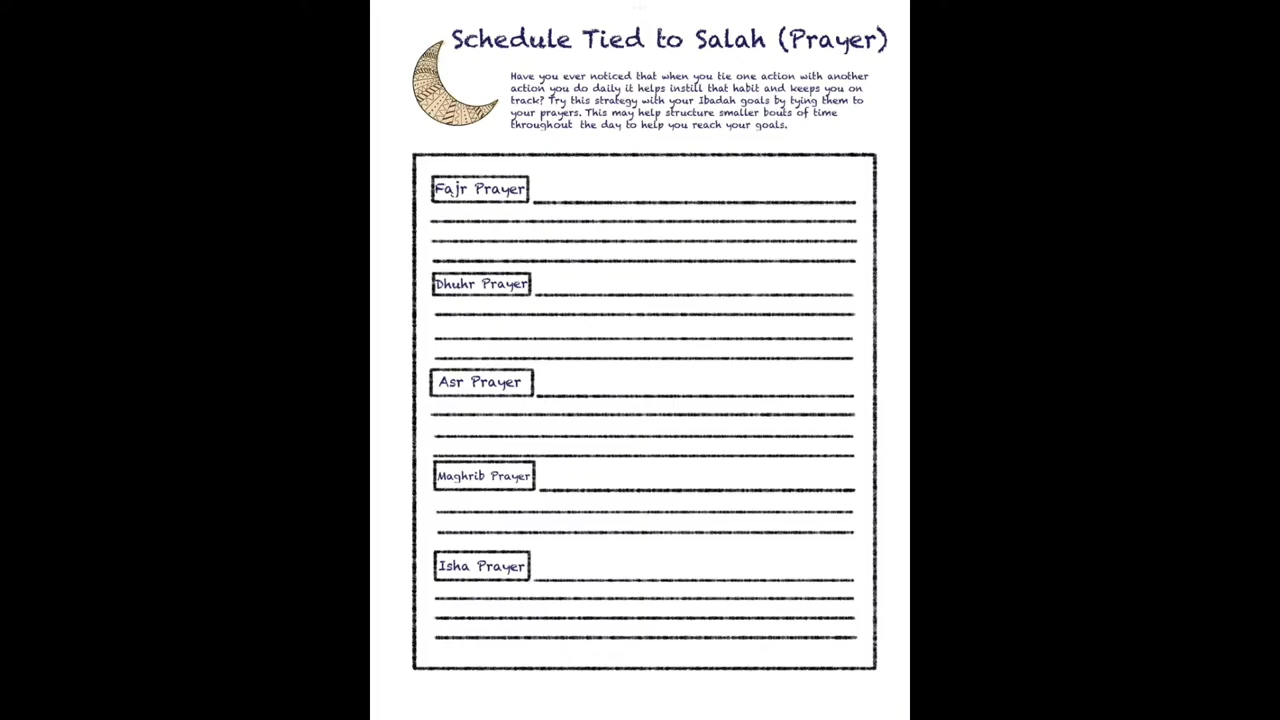 Schedule Tied to Salah (Prayer)
Have you ever noticed that when you tie one action with another
action you do daily it helps instill that habit and keeps you on
track? Try this strategy with your Ibadah goals by tying them to
your prayers. This may help structure smaller bouts of time
throughout the day to help you reach your goals.
Fajr Prayer
Dhuhr Prayer
Asr Prayer
Maghrib Prayer
Isha Prayer